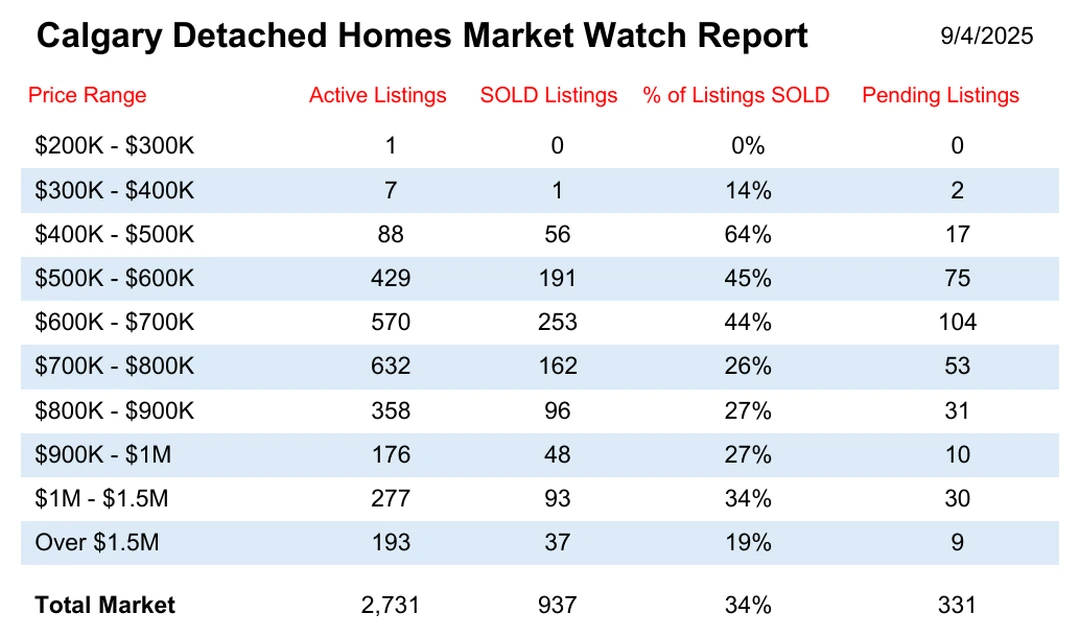 Calgary Detached Homes Market Watch Report 9/4/2025
Price Range Active Listings SOLD Listings % of Listings SOLD Pending Listings
$200K - $300K 1 0 0% 0
$300K - $400K 7 1 14% 2
$400K - $500K 88 56 64% 17
$500K - $600K 429 191 45% 75
$600K - $700K 570 253 44% 104
$700K - $800K 632 162 26% 53
$800K - $900K 358 96 27% 31
$900K - $1M 176 48 27% 10
$1M - $1.5M 277 93 34% 30
Over $1.5M 193 37 19% 9
Total Market 2,731 937 34% 331